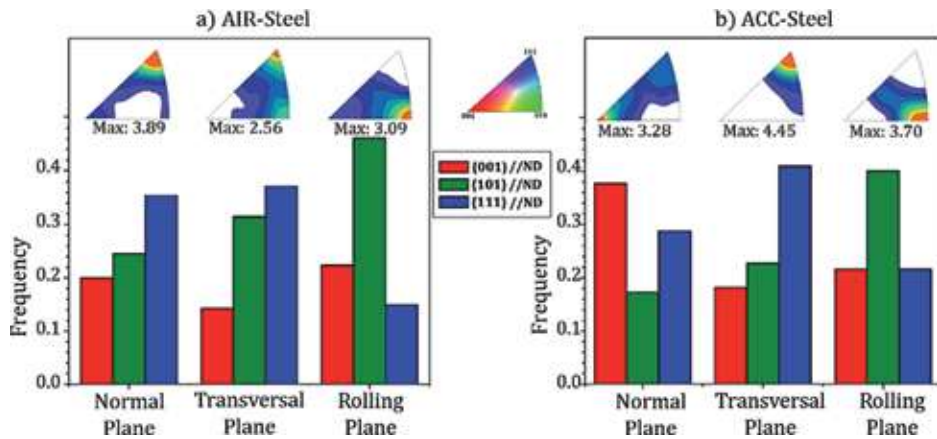 a) AIR-Steel
b) ACC-Steel
Max: 3.89
Max: 2.56
Max: 3.09
111
001
Max: 3.28
Max: 4.45
Max: 3.70
Frequency
0.4
0.3
0.2
0.1
0.0
{001} //ND
{101} //ND
{111} //ND
Frequency
0.4
0.3
0.2
0.1
0.0
Normal
Plane
Transversal
Plane
Rolling
Plane
Normal
Plane
Transversal
Plane
Rolling
Plane